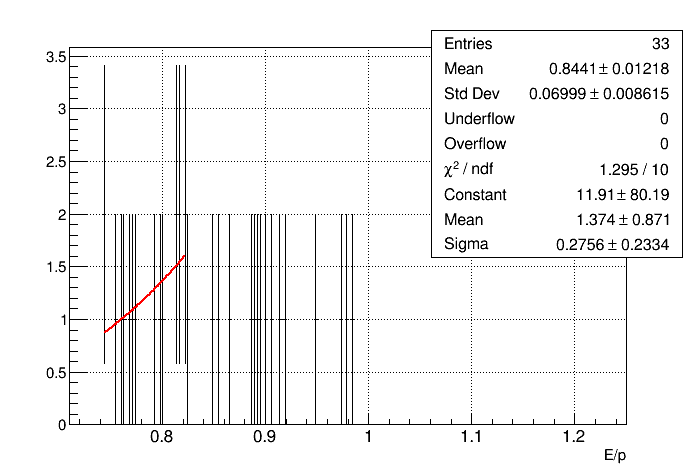 Entries 33
Mean 0.8441 ± 0.01218
Std Dev 0.06999 ± 0.008615
Underflow 0
Overflow 0
χ² / ndf 1.295 / 10
Constant 11.91 ± 80.19
Mean 1.374 ± 0.871
Sigma 0.2756 ± 0.2334
3.5
3
2.5
2
1.5
1
0.5
0
0.8 0.9 1 1.1 1.2
E/p